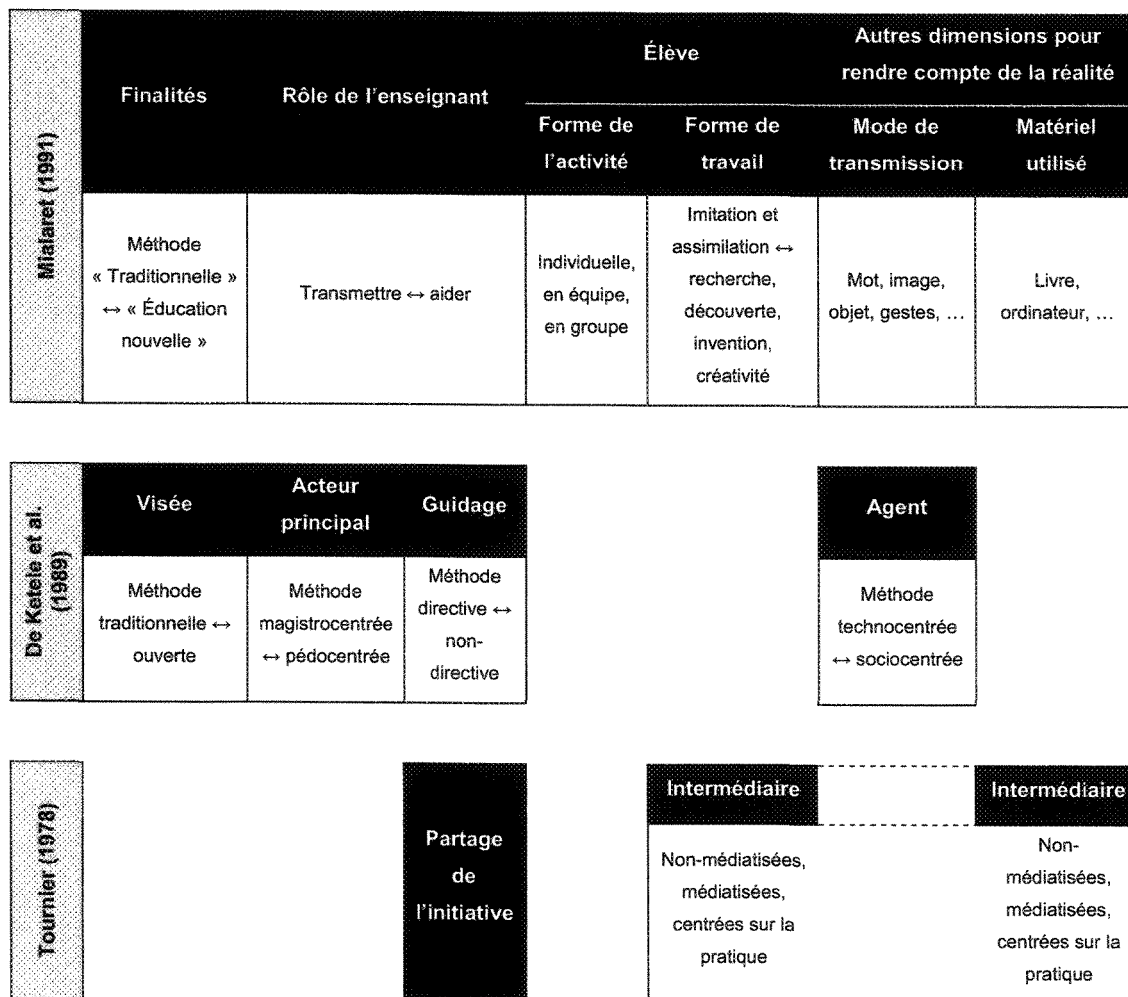 Mialaret (1991)
Finalités
Rôle de l'enseignant
Élève
Autres dimensions pour
rendre compte de la réalité
Forme de
l'activité
Forme de
travail
Mode de
transmission
Matériel
utilisé
Méthode
« Traditionnelle »
↔ « Éducation
nouvelle »
Transmettre ↔ aider
Individuelle,
en équipe,
en groupe
Imitation et
assimilation ↔
recherche,
découverte,
invention,
créativité
Mot, image,
objet, gestes, …
Livre,
ordinateur, …
De Ketele et al.
(1989)
Visée
Acteur
principal
Guidage
Agent
Méthode
traditionnelle ↔
ouverte
Méthode
magistrocentrée
↔ pédocentrée
Méthode
directive ↔
non-
directive
Méthode
technocentrée
↔ sociocentrée
Tournier (1978)
Partage
de
l'initiative
Intermédiaire
Non-médiatisées,
médiatisées,
centrées sur la
pratique
Intermédiaire
Non-
médiatisées,
médiatisées,
centrées sur la
pratique